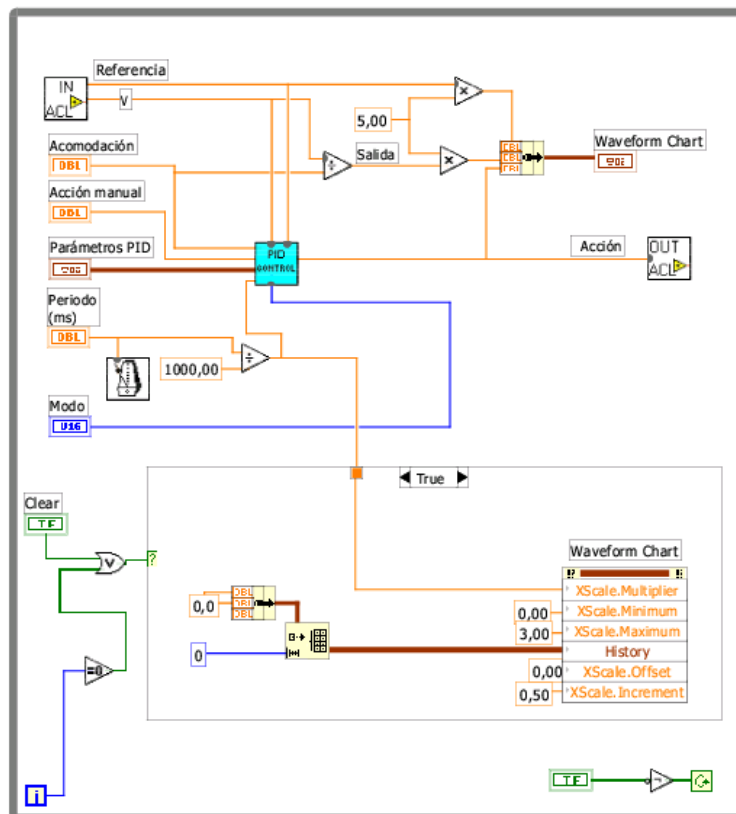 IN
ACL
Referencia
V
Acomodación
DBL
Acción manual
DBL
Parámetros PID
Periodo
(ms)
DBL
1000,00
Modo
U16
5,00
x
x
÷
÷
Salida
DBL
DBL
DBL
Waveform Chart
PID
CONTROL
Acción
OUT
ACL
True
Clear
TF
V
?
=0
i
0,0
DBL
DBL
DBL
0
Waveform Chart
XScale.Multiplier
0,00
XScale.Minimum
3,00
XScale.Maximum
History
0,00
XScale.Offset
0,50
XScale.Increment
TF